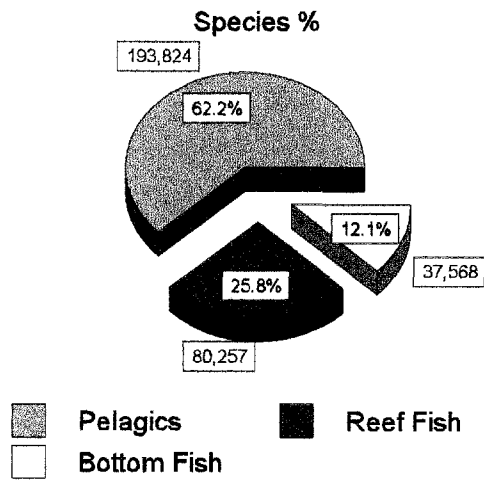 Species %
193,824
62.2%
12.1%
37,568
25.8%
80,257
Pelagics
Reef Fish
Bottom Fish